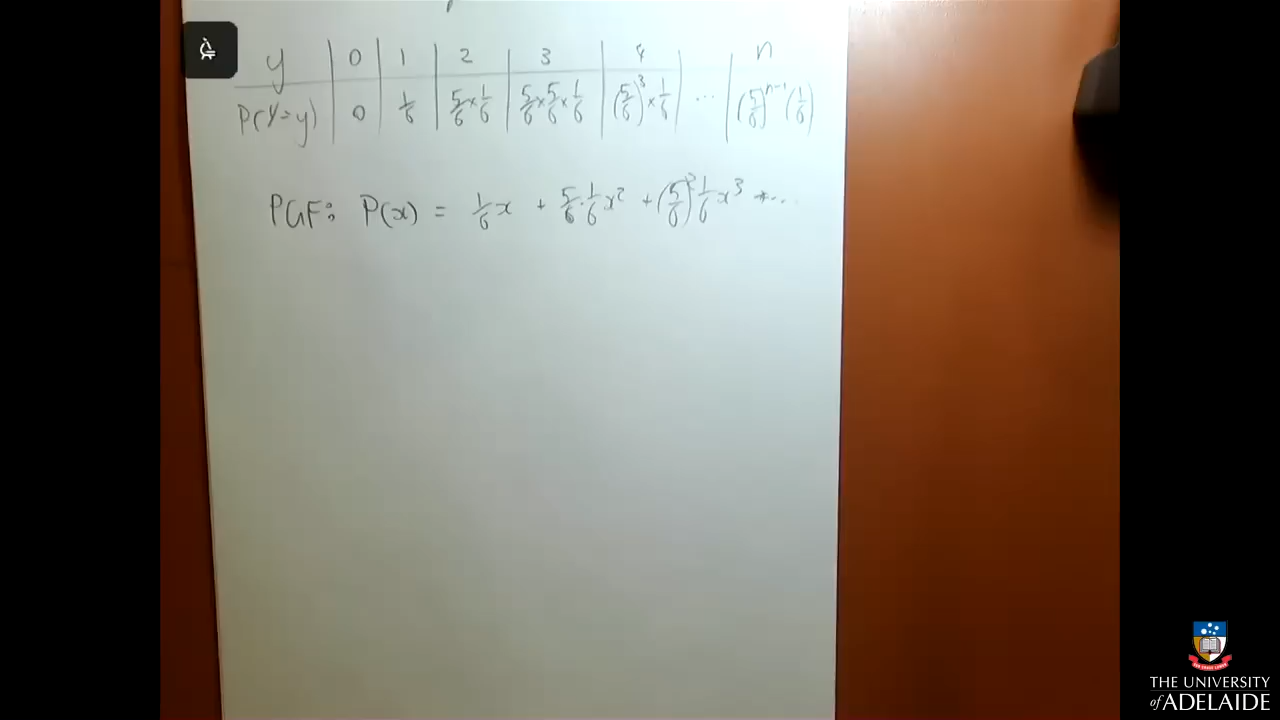 y | 0 | 1 | 2 | 3 | 4 | ... | n
P(Y=y) | 0 | 1/6 | 5/6 × 1/6 | 5/6 × 5/6 × 1/6 | (5/6)^3 × 1/6 | ... | (5/6)^{n-1} (1/6)
PGF: P(x) = 1/6 x + 5/6 · 1/6 x^2 + (5/6)^2 1/6 x^3 + ...
THE UNIVERSITY
of ADELAIDE